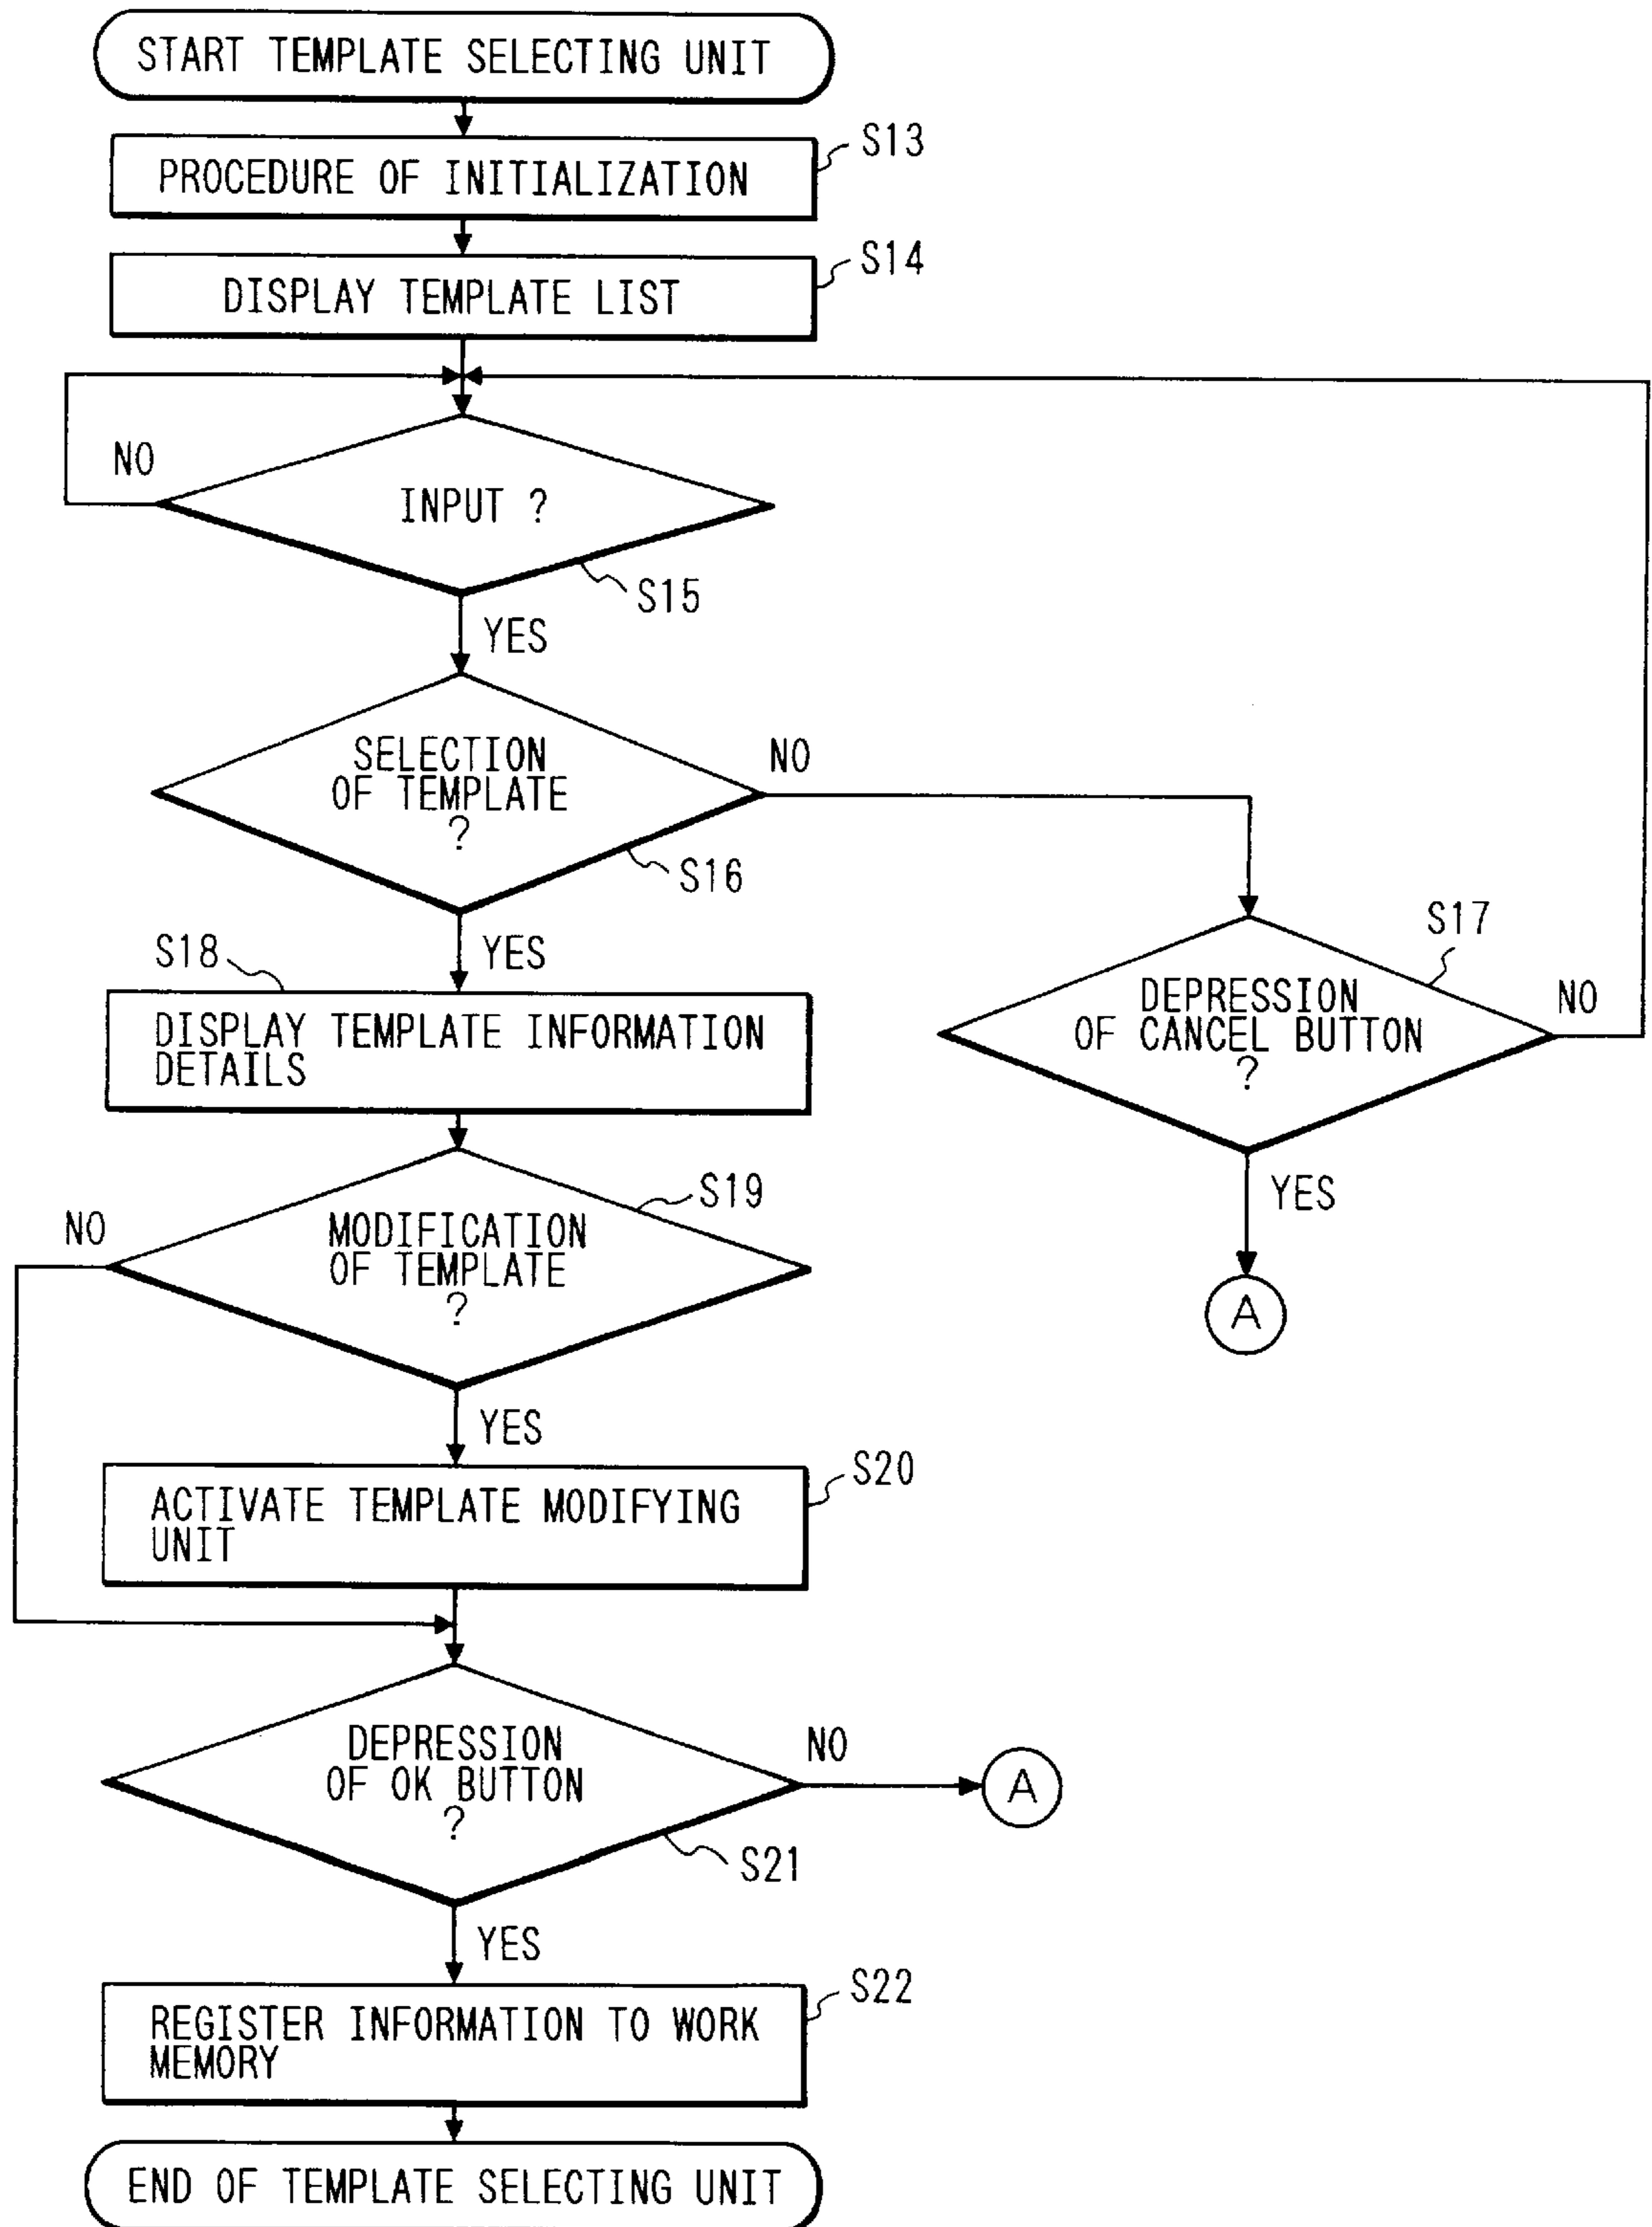 START TEMPLATE SELECTING UNIT
S13
PROCEDURE OF INITIALIZATION
S14
DISPLAY TEMPLATE LIST
NO
INPUT ?
S15
YES
SELECTION
OF TEMPLATE
?
NO
S16
YES
S17
DEPRESSION
OF CANCEL BUTTON
?
NO
YES
A
S18
DISPLAY TEMPLATE INFORMATION
DETAILS
S19
NO
MODIFICATION
OF TEMPLATE
?
YES
S20
ACTIVATE TEMPLATE MODIFYING
UNIT
DEPRESSION
OF OK BUTTON
?
NO
A
S21
YES
S22
REGISTER INFORMATION TO WORK
MEMORY
END OF TEMPLATE SELECTING UNIT